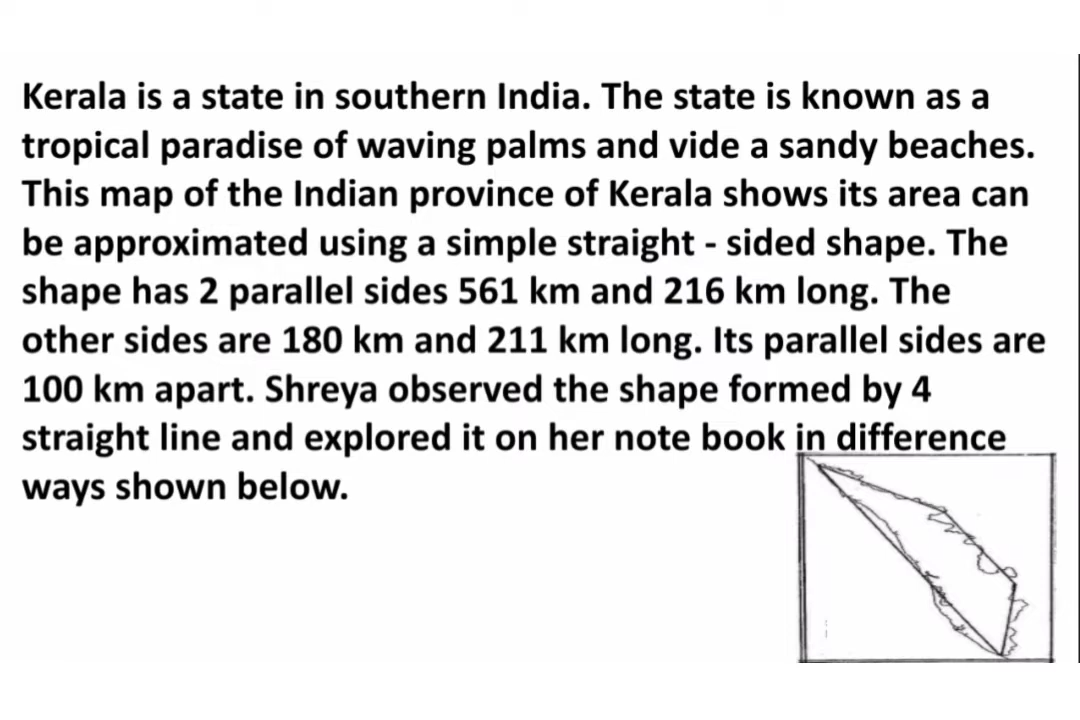 Kerala is a state in southern India. The state is known as a
tropical paradise of waving palms and vide a sandy beaches.
This map of the Indian province of Kerala shows its area can
be approximated using a simple straight - sided shape. The
shape has 2 parallel sides 561 km and 216 km long. The
other sides are 180 km and 211 km long. Its parallel sides are
100 km apart. Shreya observed the shape formed by 4
straight line and explored it on her note book in difference
ways shown below.